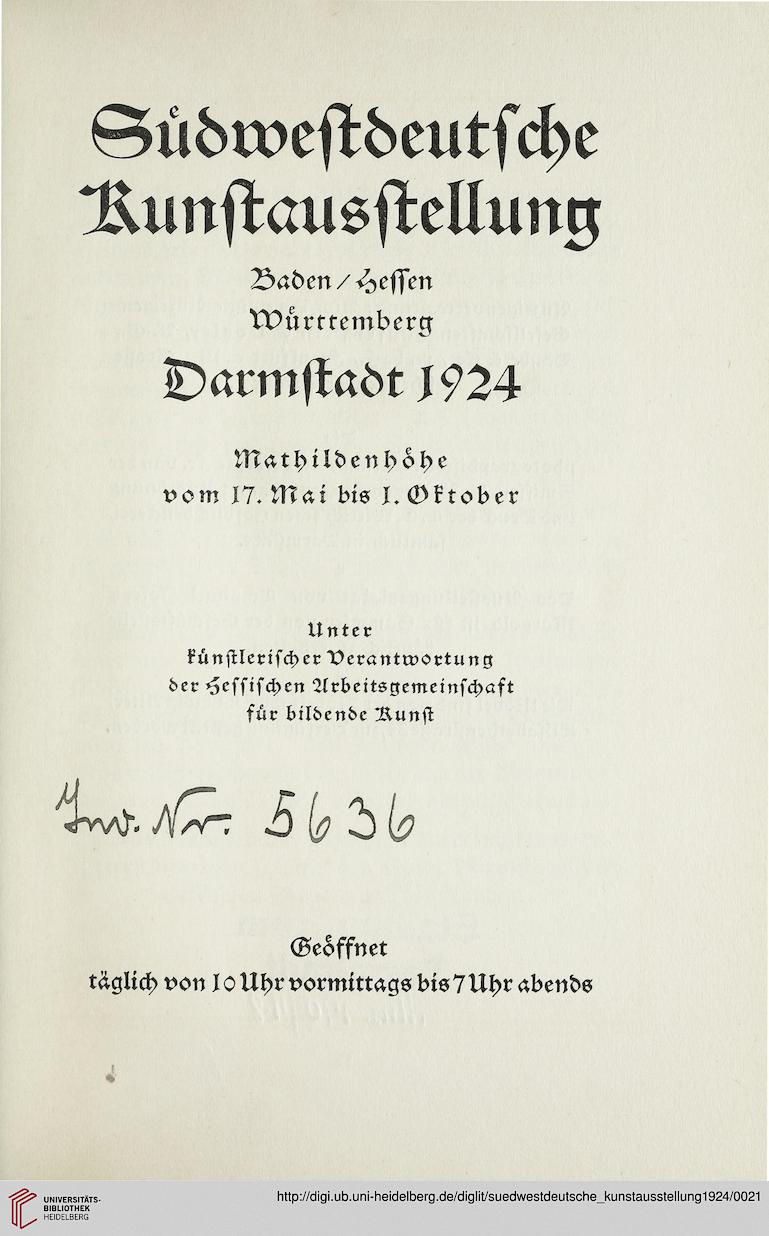 Südwestdeutsche
Kunstausstellung
Baden / Hessen
Württemberg
Darmstadt 1924
Mathildenhöhe
vom 17. Mai bis 1. Oktober
Unter
künstlerischer Verantwortung
der Hessischen Arbeitsgemeinschaft
für bildende Kunst
Inv. Nr. 5636
Geöffnet
täglich von 10 Uhr vormittags bis 7 Uhr abends
UNIVERSITÄTS-
BIBLIOTHEK
HEIDELBERG
http://digi.ub.uni-heidelberg.de/diglit/suedwestdeutsche_kunstausstellung1924/0021